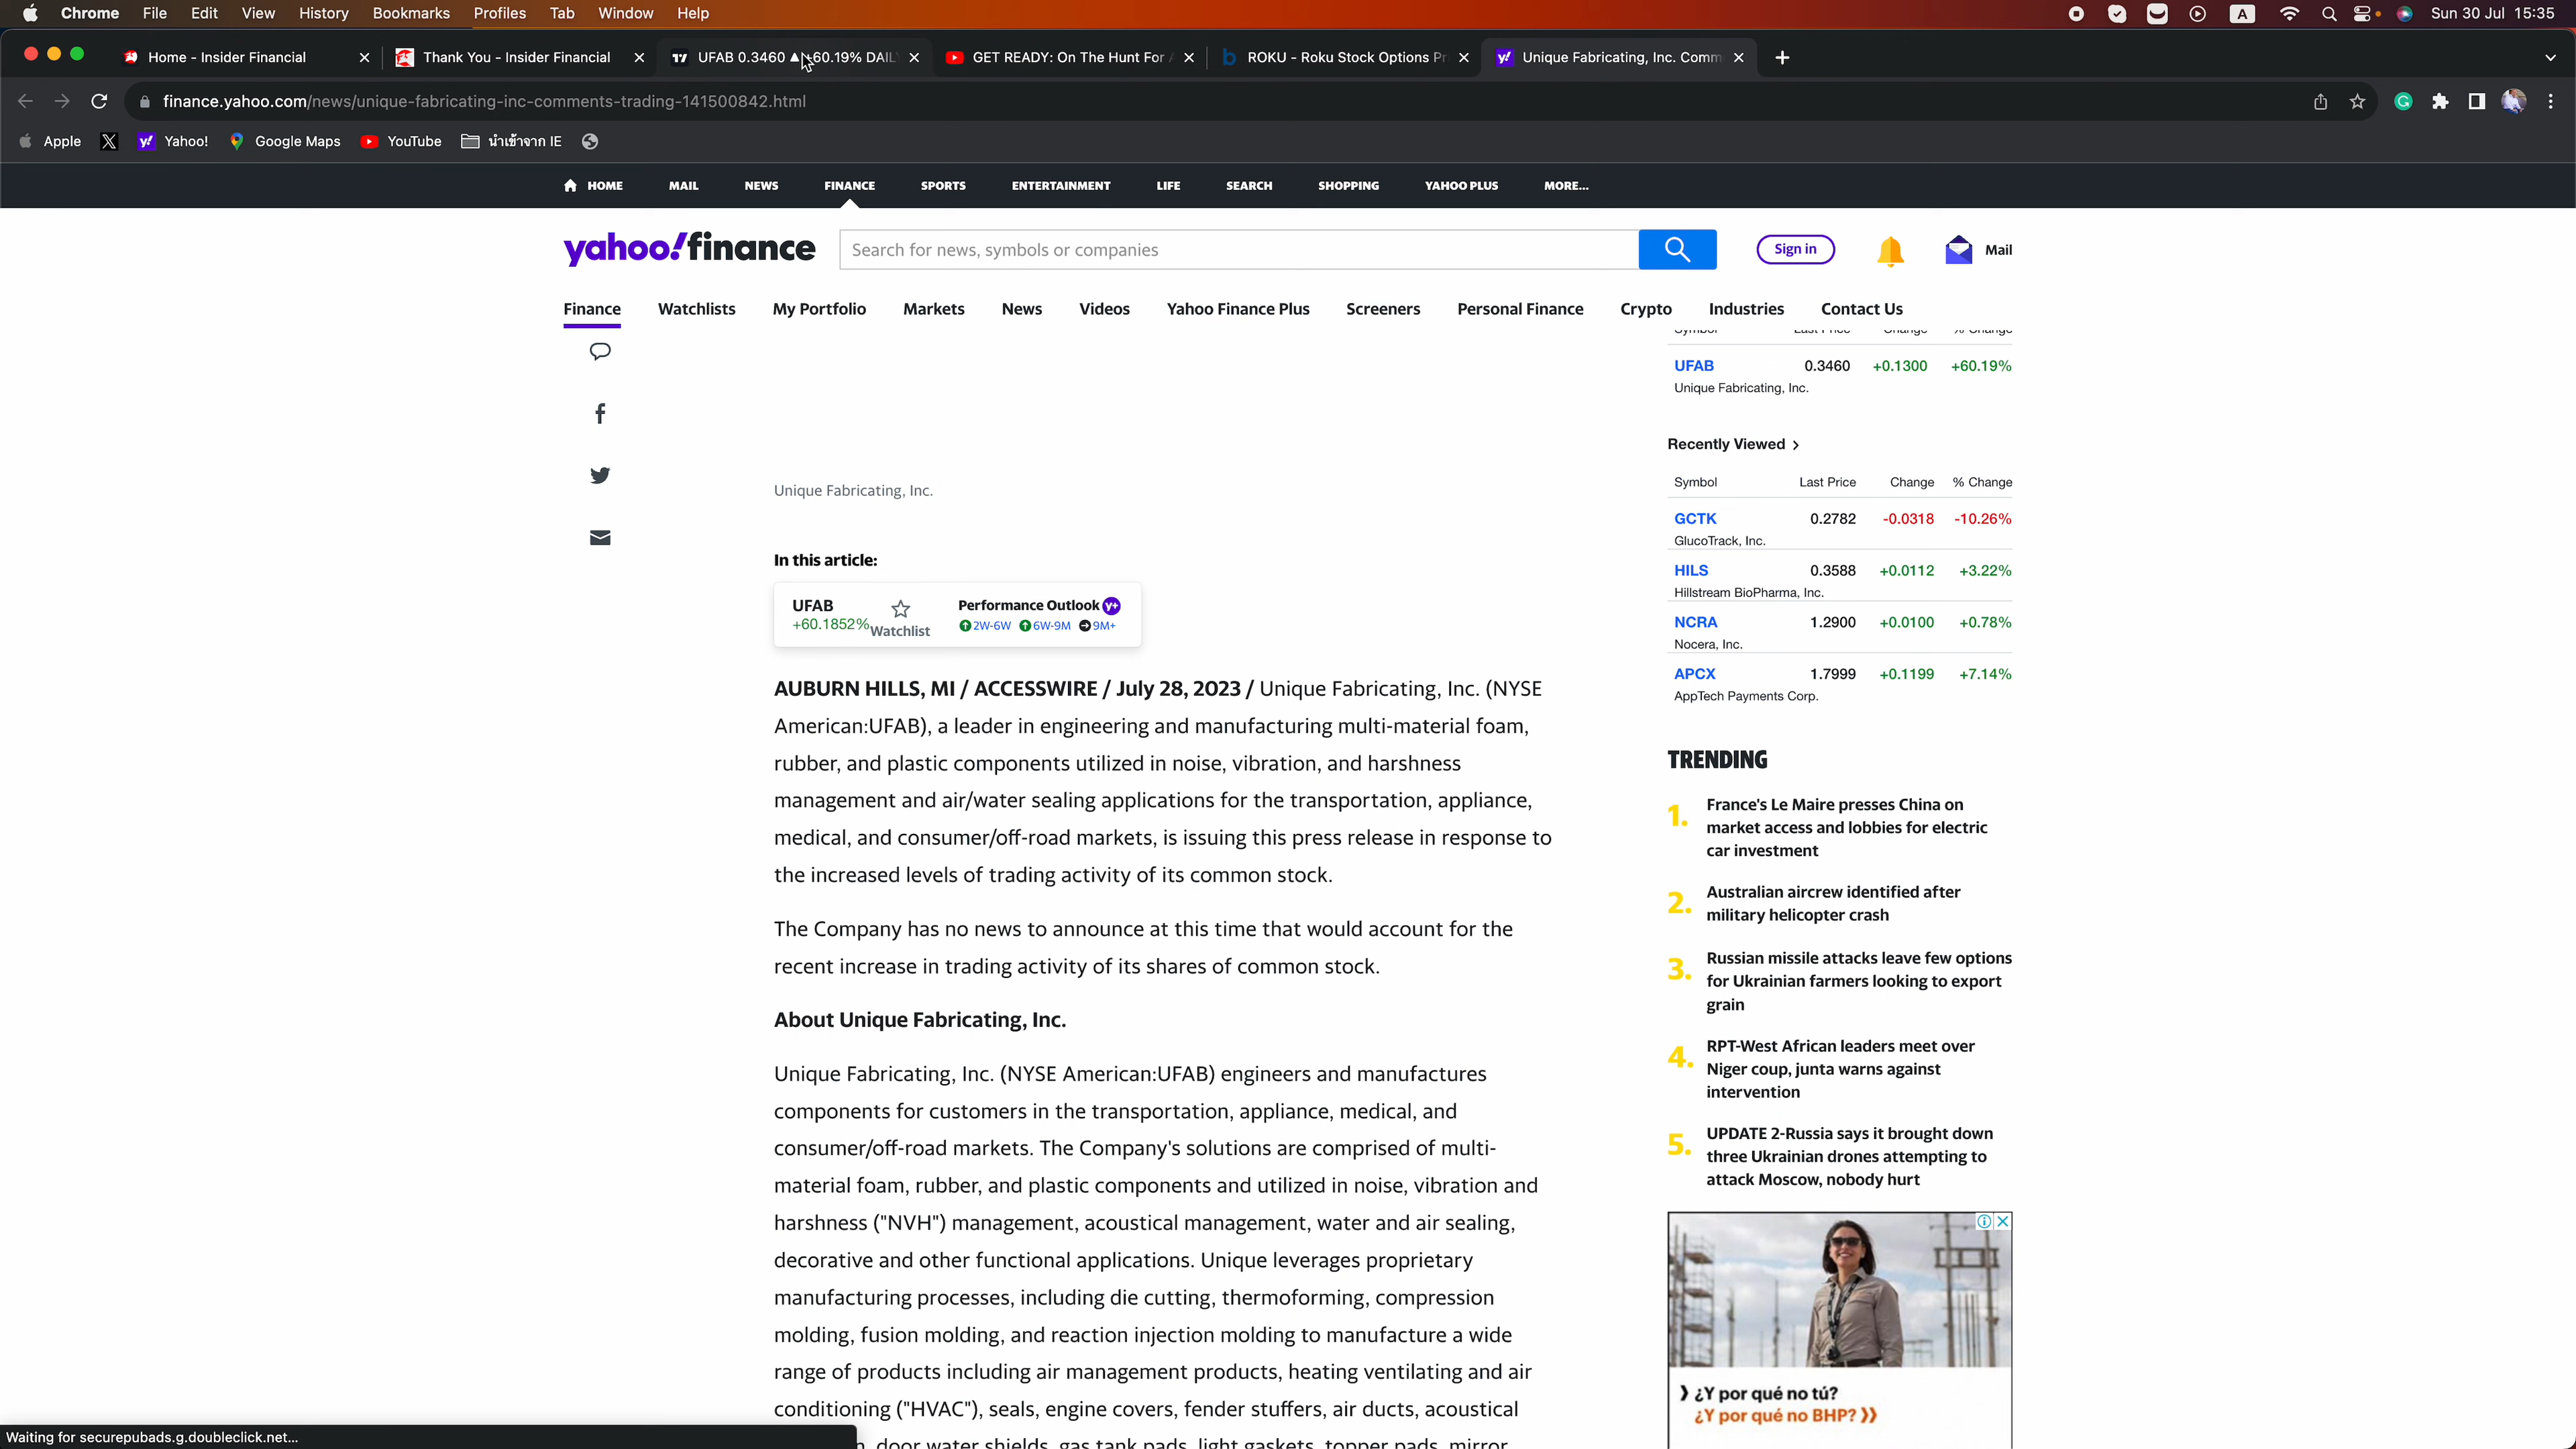 Chrome File Edit View History Bookmarks Profiles Tab Window Help
A Sun 30 Jul 15:35
Home - Insider Financial
Thank You - Insider Financial
UFAB 0.3460 ▲ +60.19% DAIL
GET READY: On The Hunt For
ROKU - Roku Stock Options Pr
Unique Fabricating, Inc. Comm
finance.yahoo.com/news/unique-fabricating-inc-comments-trading-141500842.html
Apple Yahoo! Google Maps YouTube นำเข้าจาก IE
HOME MAIL NEWS FINANCE SPORTS ENTERTAINMENT LIFE SEARCH SHOPPING YAHOO PLUS MORE...
yahoo!finance
Search for news, symbols or companies
Sign in
Mail
Finance Watchlists My Portfolio Markets News Videos Yahoo Finance Plus Screeners Personal Finance Crypto Industries Contact Us
Unique Fabricating, Inc.
In this article:
UFAB
+60.1852%
Watchlist
Performance Outlook y+
2W-6W 6W-9M 9M+
AUBURN HILLS, MI / ACCESSWIRE / July 28, 2023 / Unique Fabricating, Inc. (NYSE
American:UFAB), a leader in engineering and manufacturing multi-material foam,
rubber, and plastic components utilized in noise, vibration, and harshness
management and air/water sealing applications for the transportation, appliance,
medical, and consumer/off-road markets, is issuing this press release in response to
the increased levels of trading activity of its common stock.
The Company has no news to announce at this time that would account for the
recent increase in trading activity of its shares of common stock.
About Unique Fabricating, Inc.
Unique Fabricating, Inc. (NYSE American:UFAB) engineers and manufactures
components for customers in the transportation, appliance, medical, and
consumer/off-road markets. The Company's solutions are comprised of multi-
material foam, rubber, and plastic components and utilized in noise, vibration and
harshness ("NVH") management, acoustical management, water and air sealing,
decorative and other functional applications. Unique leverages proprietary
manufacturing processes, including die cutting, thermoforming, compression
molding, fusion molding, and reaction injection molding to manufacture a wide
range of products including air management products, heating ventilating and air
conditioning ("HVAC"), seals, engine covers, fender stuffers, air ducts, acoustical
door water shields, gas tank pads, light gaskets, topper pads, mirror
Symbol Last Price Change % Change
UFAB 0.3460 +0.1300 +60.19%
Unique Fabricating, Inc.
Recently Viewed
Symbol Last Price Change % Change
GCTK 0.2782 -0.0318 -10.26%
GlucoTrack, Inc.
HILS 0.3588 +0.0112 +3.22%
Hillstream BioPharma, Inc.
NCRA 1.2900 +0.0100 +0.78%
Nocera, Inc.
APCX 1.7999 +0.1199 +7.14%
AppTech Payments Corp.
TRENDING
1. France's Le Maire presses China on
market access and lobbies for electric
car investment
2. Australian aircrew identified after
military helicopter crash
3. Russian missile attacks leave few options
for Ukrainian farmers looking to export
grain
4. RPT-West African leaders meet over
Niger coup, junta warns against
intervention
5. UPDATE 2-Russia says it brought down
three Ukrainian drones attempting to
attack Moscow, nobody hurt
¿Y por qué no tú?
¿Y por qué no BHP?
Waiting for securepubads.g.doubleclick.net...